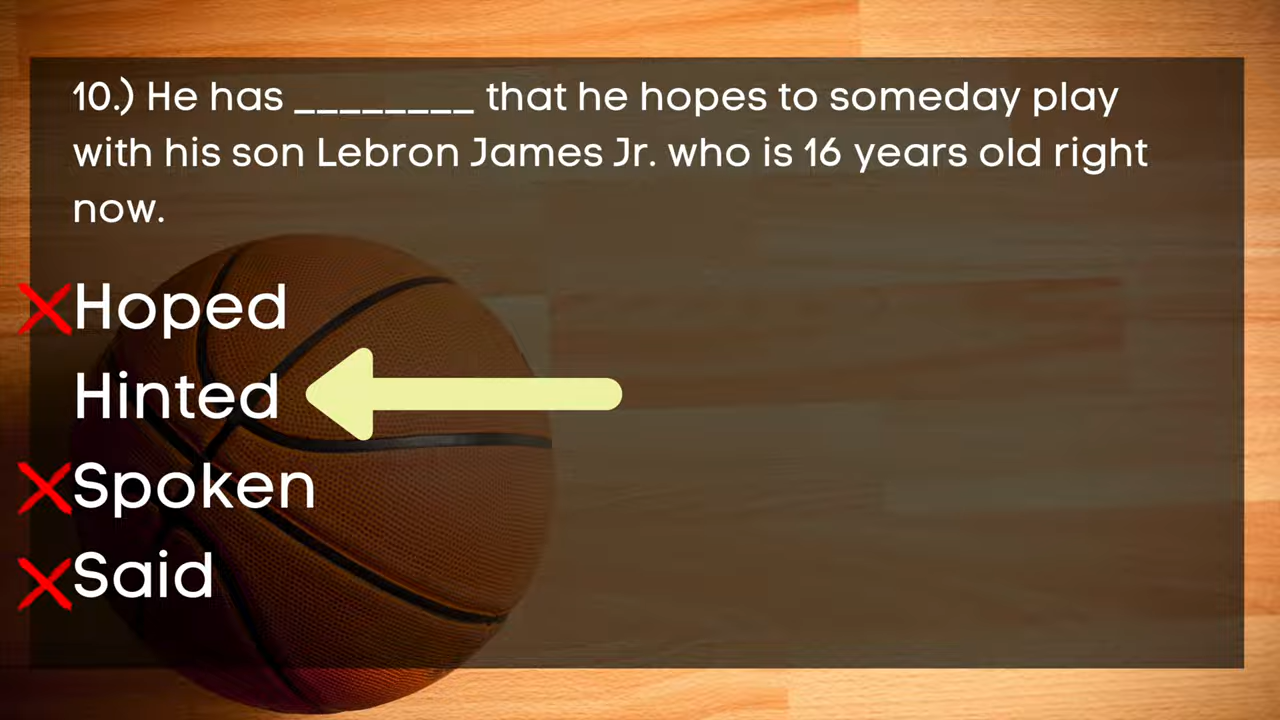 10.) He has ________ that he hopes to someday play
with his son Lebron James Jr. who is 16 years old right
now.
Hoped
Hinted
Spoken
Said